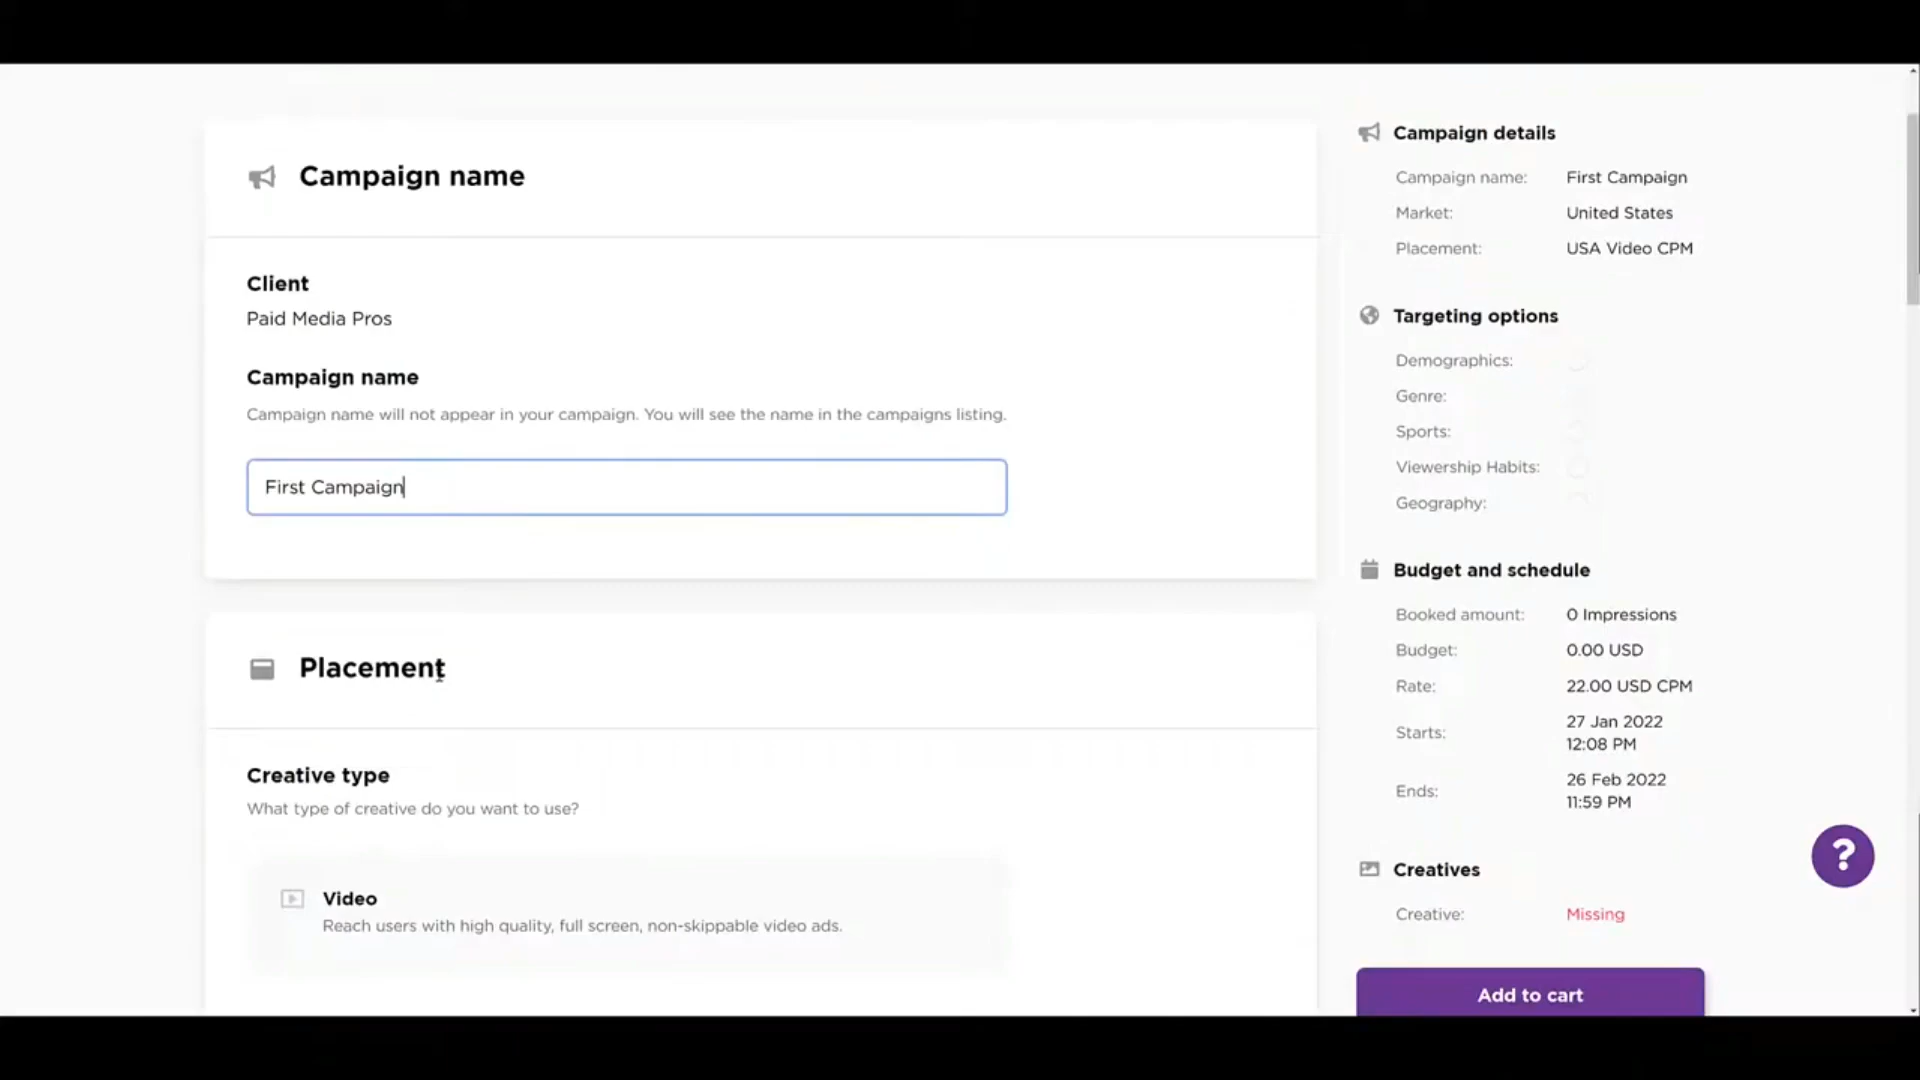 Campaign name
Client
Paid Media Pros
Campaign name
Campaign name will not appear in your campaign. You will see the name in the campaigns listing.
First Campaign
Placement
Creative type
What type of creative do you want to use?
Video
Reach users with high quality, full screen, non-skippable video ads.
Campaign details
Campaign name: First Campaign
Market: United States
Placement: USA Video CPM
Targeting options
Demographics:
Genre:
Sports:
Viewership Habits:
Geography:
Budget and schedule
Booked amount: 0 Impressions
Budget: 0.00 USD
Rate: 22.00 USD CPM
Starts: 27 Jan 2022
12:08 PM
Ends: 26 Feb 2022
11:59 PM
Creatives
Creative: Missing
Add to cart
?